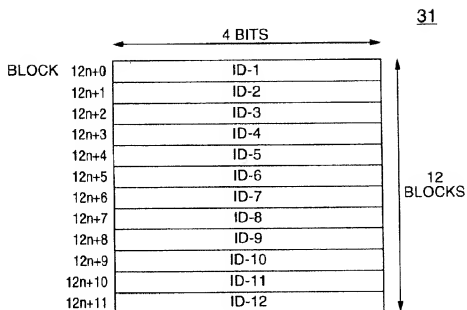 31
4 BITS
BLOCK 12n+0 ID-1
12n+1 ID-2
12n+2 ID-3
12n+3 ID-4
12n+4 ID-5
12n+5 ID-6
12n+6 ID-7
12n+7 ID-8
12n+8 ID-9
12n+9 ID-10
12n+10 ID-11
12n+11 ID-12
12
BLOCKS